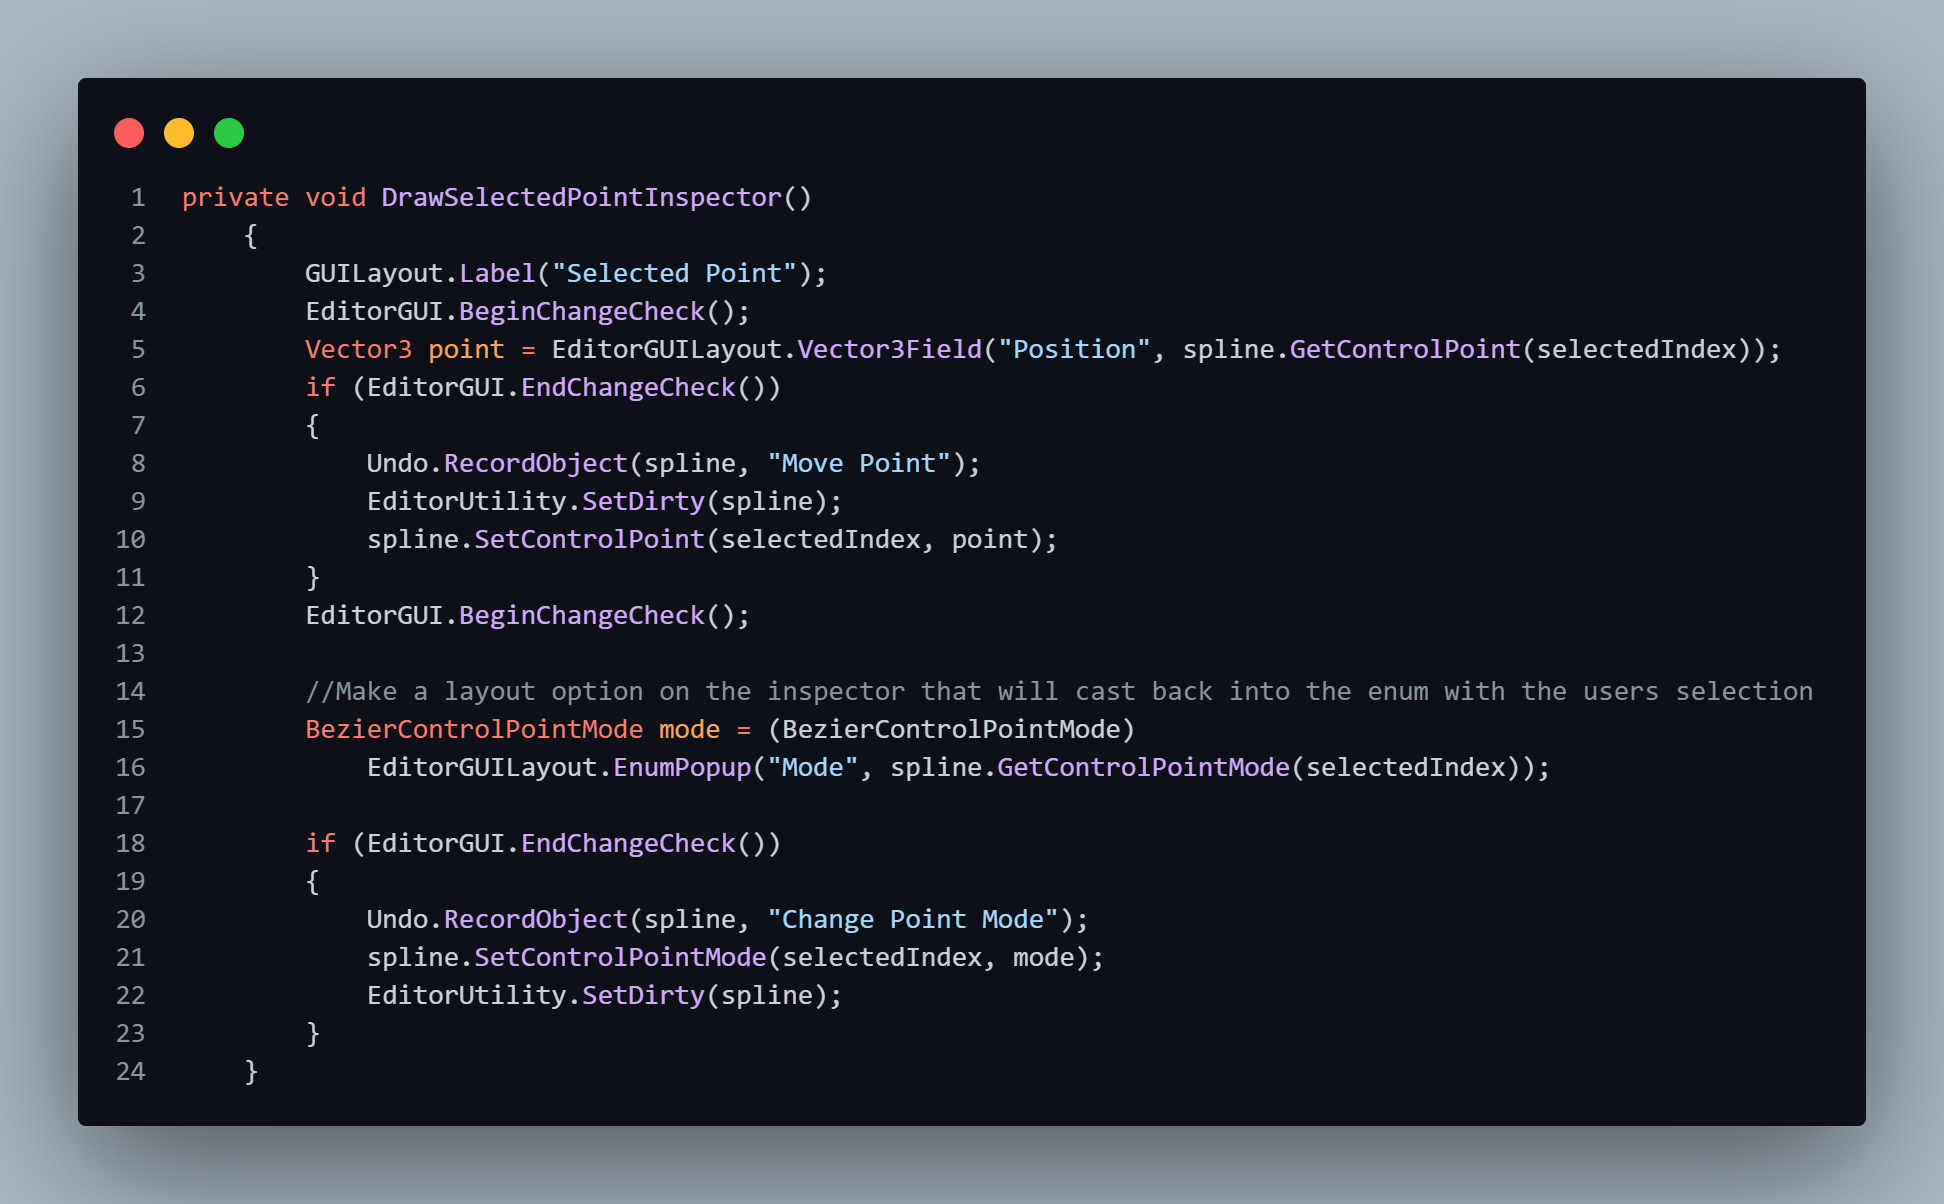 1 private void DrawSelectedPointInspector()
2     {
3         GUILayout.Label("Selected Point");
4         EditorGUI.BeginChangeCheck();
5         Vector3 point = EditorGUILayout.Vector3Field("Position", spline.GetControlPoint(selectedIndex));
6         if (EditorGUI.EndChangeCheck())
7         {
8             Undo.RecordObject(spline, "Move Point");
9             EditorUtility.SetDirty(spline);
10             spline.SetControlPoint(selectedIndex, point);
11         }
12         EditorGUI.BeginChangeCheck();
13
14         //Make a layout option on the inspector that will cast back into the enum with the users selection
15         BezierControlPointMode mode = (BezierControlPointMode)
16             EditorGUILayout.EnumPopup("Mode", spline.GetControlPointMode(selectedIndex));
17
18         if (EditorGUI.EndChangeCheck())
19         {
20             Undo.RecordObject(spline, "Change Point Mode");
21             spline.SetControlPointMode(selectedIndex, mode);
22             EditorUtility.SetDirty(spline);
23         }
24     }